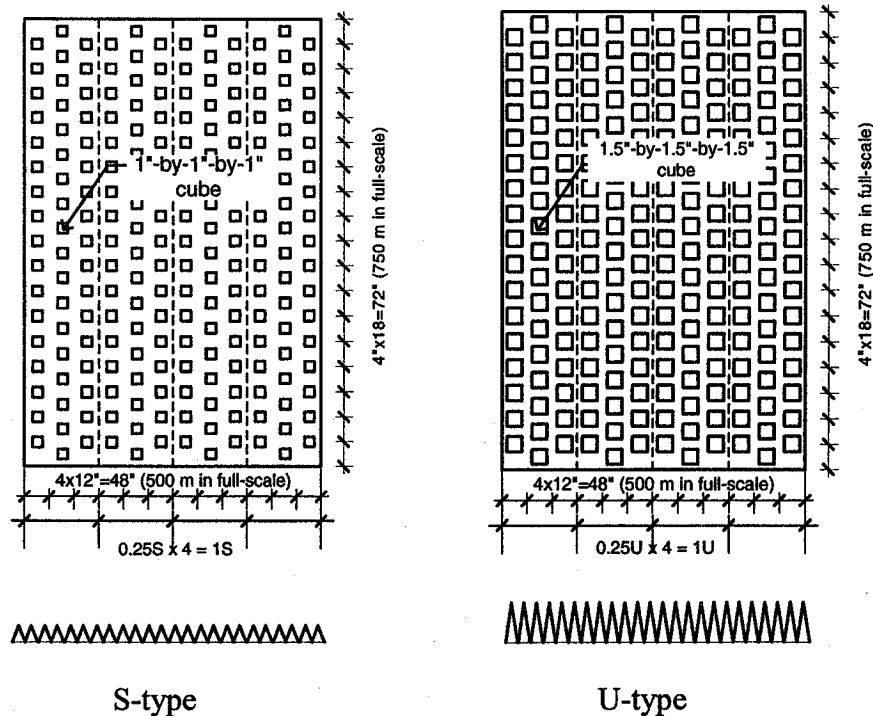 1"-by-1"-by-1"
cube
4"x18=72" (750 m in full-scale)
4x12"=48" (500 m in full-scale)
0.25S x 4 = 1S
S-type
1.5"-by-1.5"-by-1.5"
cube
4"x18=72" (750 m in full-scale)
4x12"=48" (500 m in full-scale)
0.25U x 4 = 1U
U-type